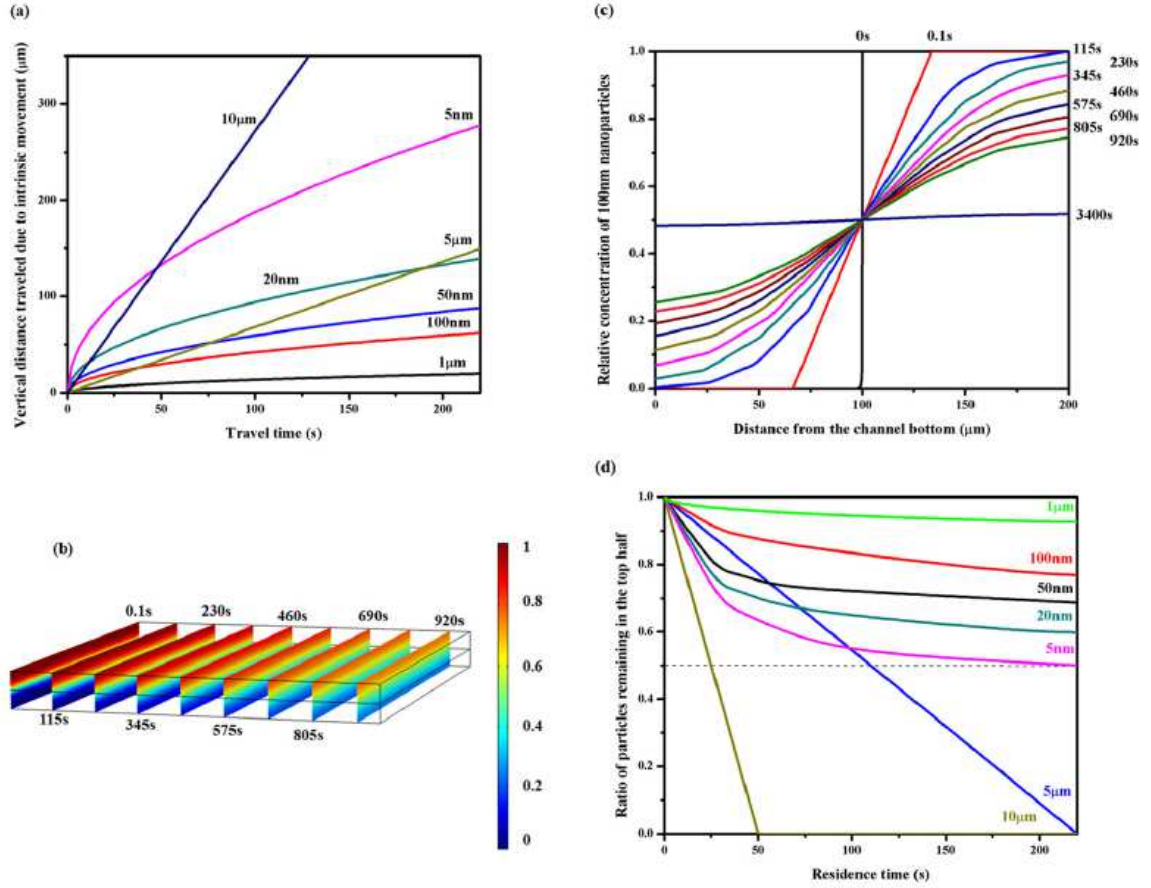 (a)
Vertical distance traveled due to intrinsic movement (μm)
300
200
100
0
10μm
5nm
5μm
20nm
50nm
100nm
1μm
0 50 100 150 200
Travel time (s)
(b)
0.1s 230s 460s 690s 920s
115s 345s 575s 805s
1
0.8
0.6
0.4
0.2
0
(c)
Relative concentration of 100nm nanoparticles
0s 0.1s
1.0
0.8
0.6
0.4
0.2
0.0
115s
230s
345s
460s
575s
690s
805s
920s
3400s
0 50 100 150 200
Distance from the channel bottom (μm)
(d)
Ratio of particles remaining in the top half
1.0
0.8
0.6
0.4
0.2
0.0
1μm
100nm
50nm
20nm
5nm
5μm
10μm
0 50 100 150 200
Residence time (s)